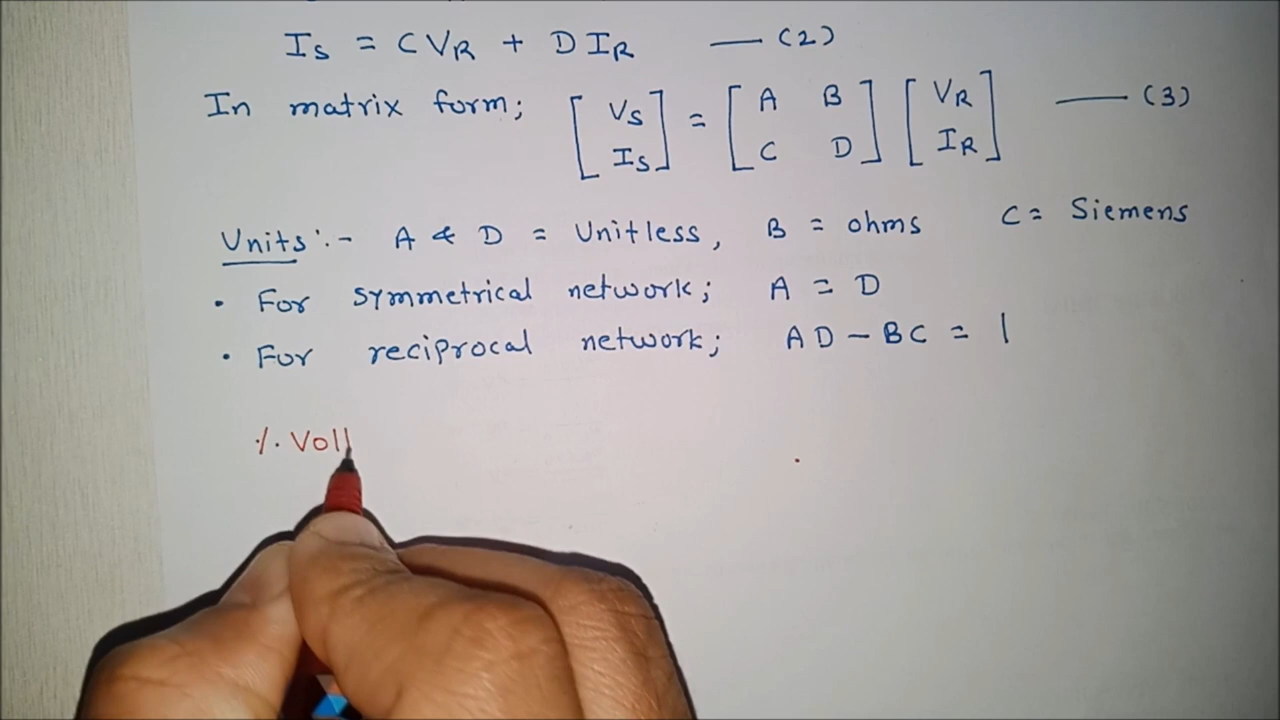 Is = CVR + DIR — (2)
In matrix form; [Vs Is] = [A B C D] [VR IR] — (3)
Units :- A & D = Unitless, B = ohms C = Siemens
• For symmetrical network; A = D
• For reciprocal network; AD - BC = 1
%. Vol